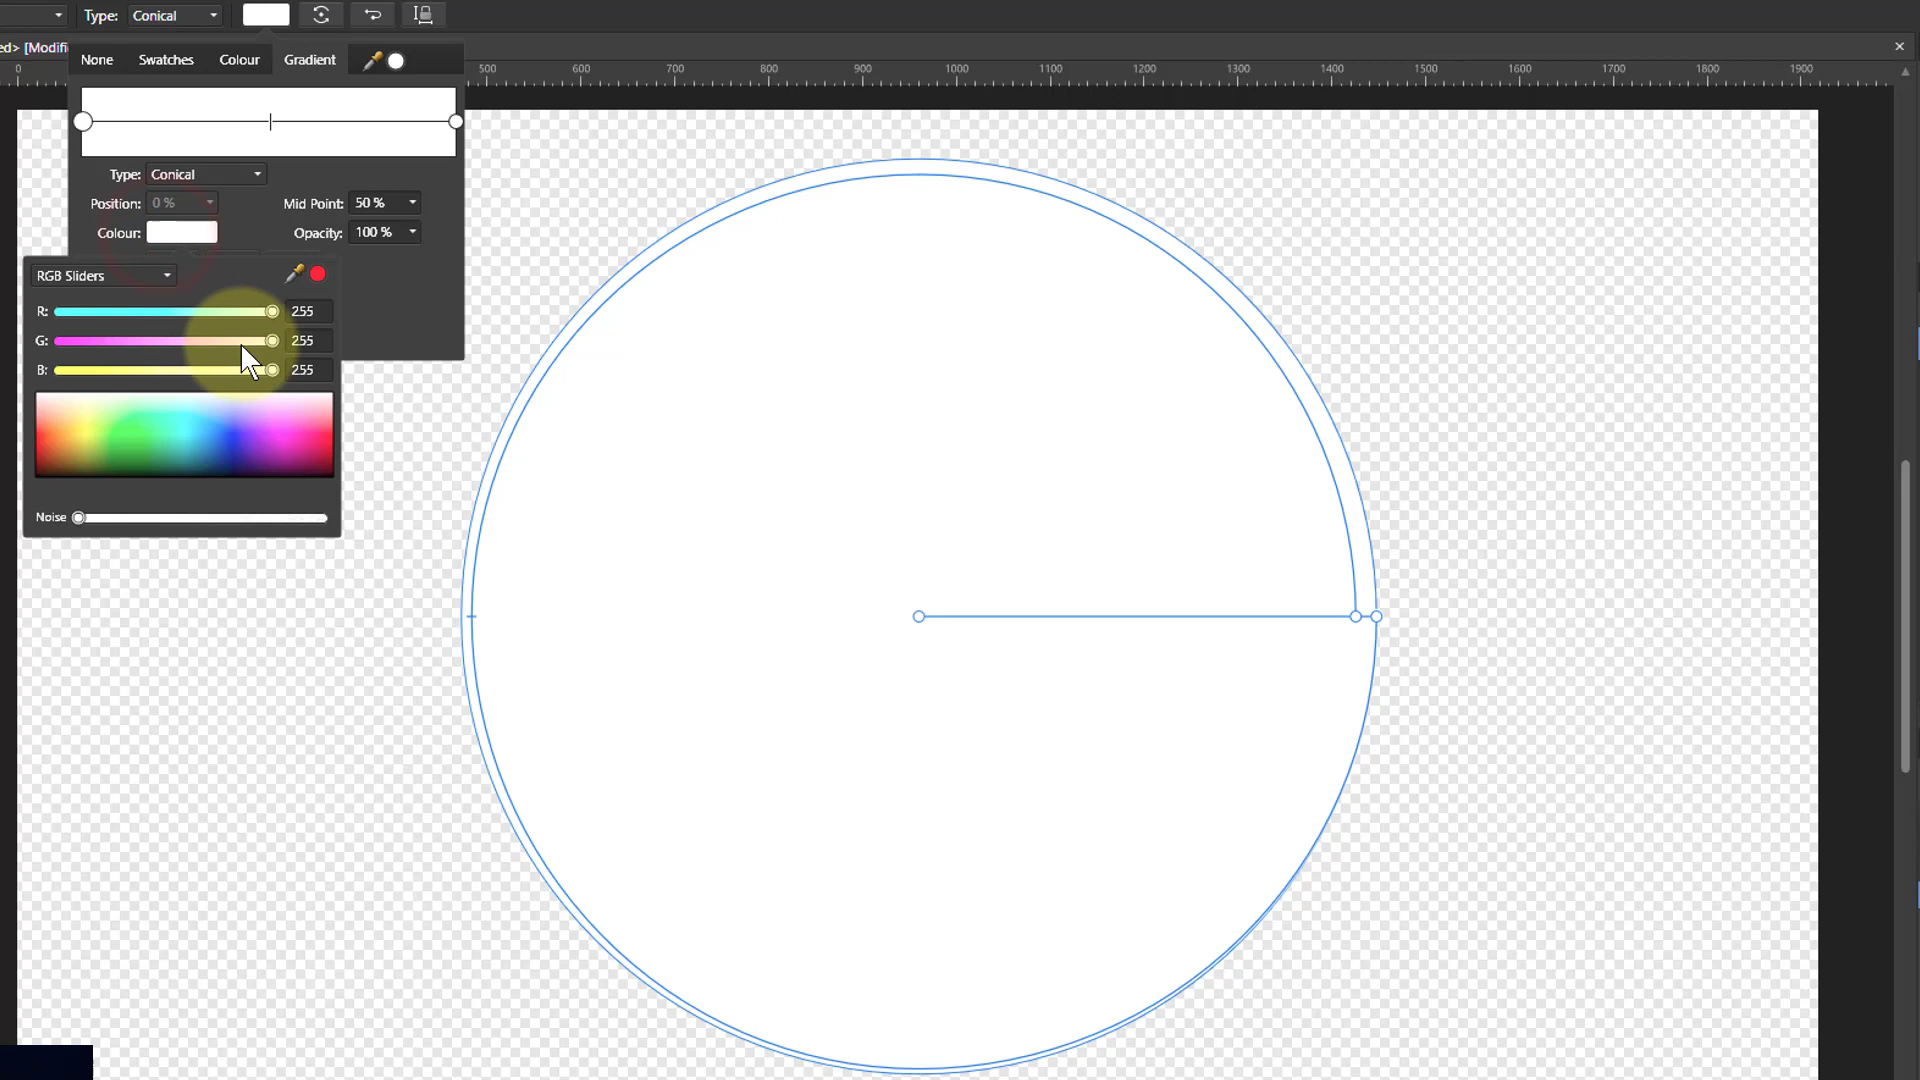 Type: Conical
ed> [Modifi
None Swatches Colour Gradient
0 500 600 700 800 900 1000 1100 1200 1300 1400 1500 1600 1700 1800 1900
Type: Conical
Position: 0 % Mid Point: 50 %
Colour: Opacity: 100 %
RGB Sliders
R: 255
G: 255
B: 255
Noise